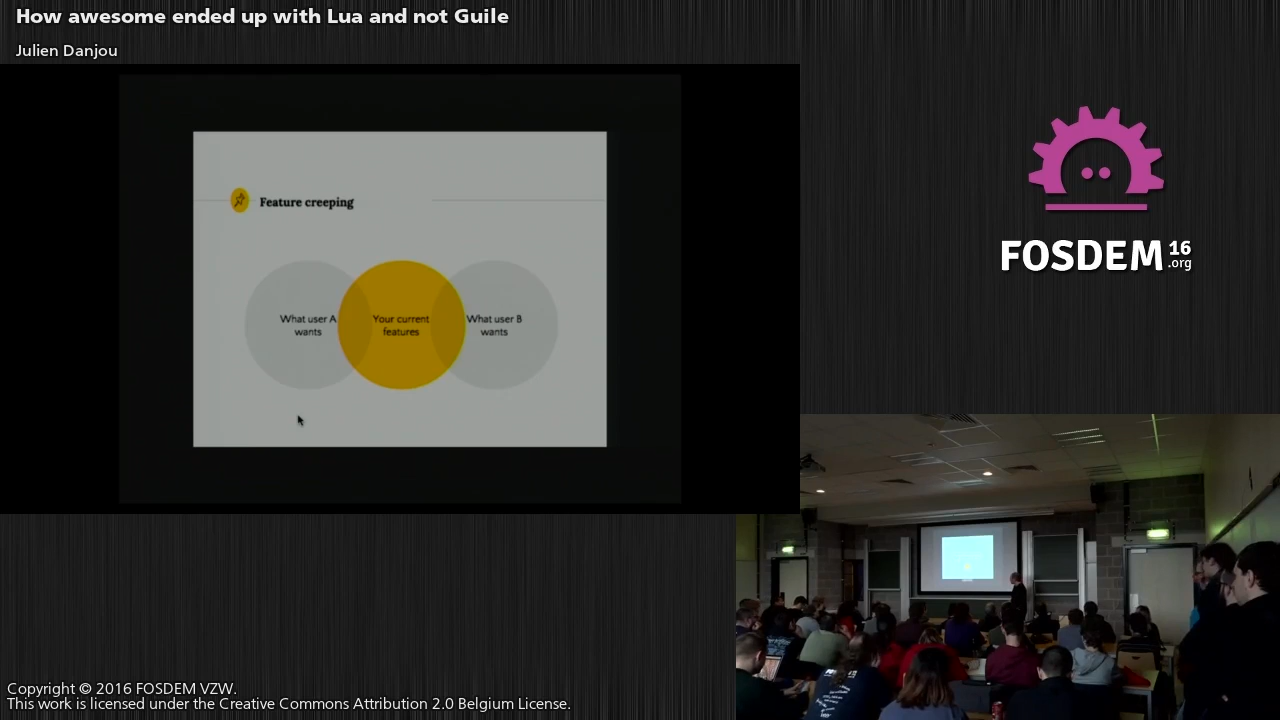 How awesome ended up with Lua and not Guile
Julien Danjou
Feature creeping
What user A
wants
Your current
features
What user B
wants
FOSDEM 16
.org
Copyright © 2016 FOSDEM VZW.
This work is licensed under the Creative Commons Attribution 2.0 Belgium License.